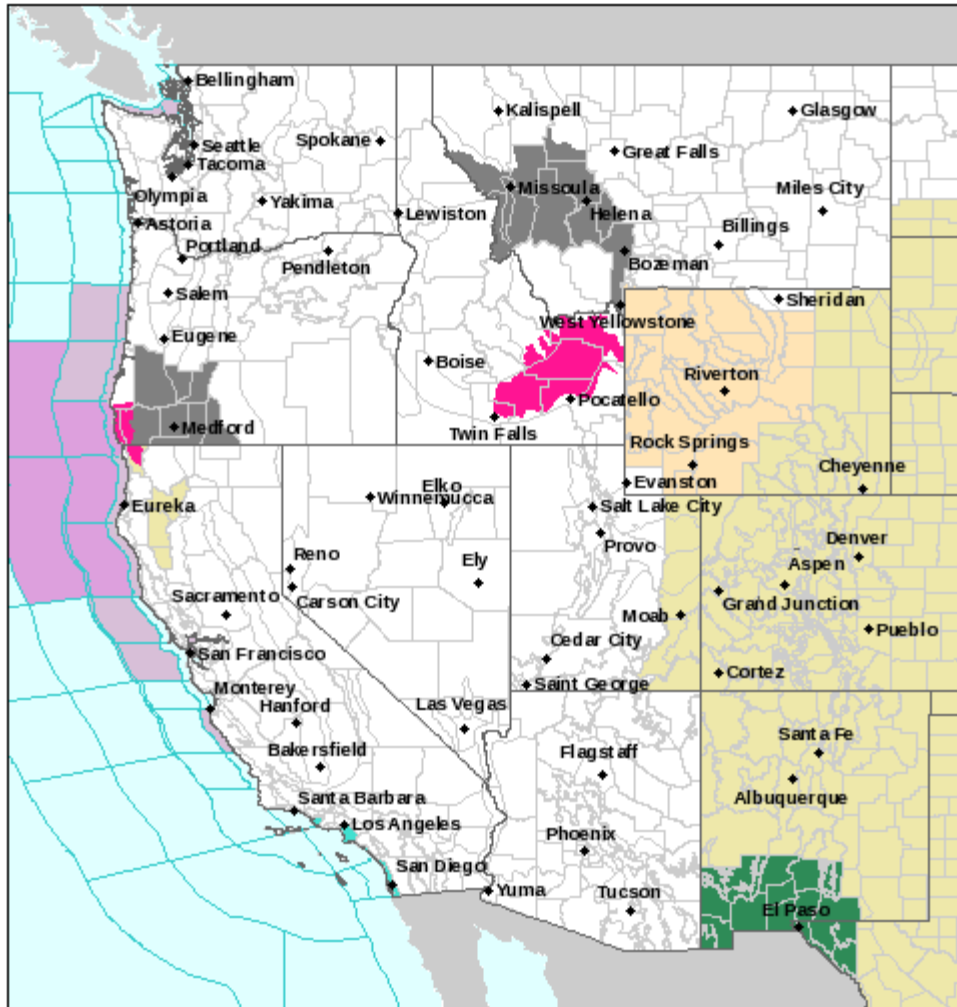 Bellingham
Kalispell
Glasgow
Seattle
Spokane
Great Falls
Tacoma
Missoula
Miles City
Olympia
Yakima
Lewiston
Helena
Astoria
Billings
Portland
Pendleton
Bozeman
Salem
Sheridan
West Yellowstone
Eugene
Boise
Riverton
Pocatello
Medford
Twin Falls
Rock Springs
Cheyenne
Elko
Evanston
Winnemucca
Eureka
Salt Lake City
Provo
Denver
Reno
Ely
Aspen
Sacramento
Carson City
Grand Junction
Moab
Pueblo
Cedar City
San Francisco
Cortez
Saint George
Monterey
Hanford
Las Vegas
Santa Fe
Bakersfield
Flagstaff
Albuquerque
Santa Barbara
Los Angeles
Phoenix
San Diego
Yuma
Tucson
El Paso